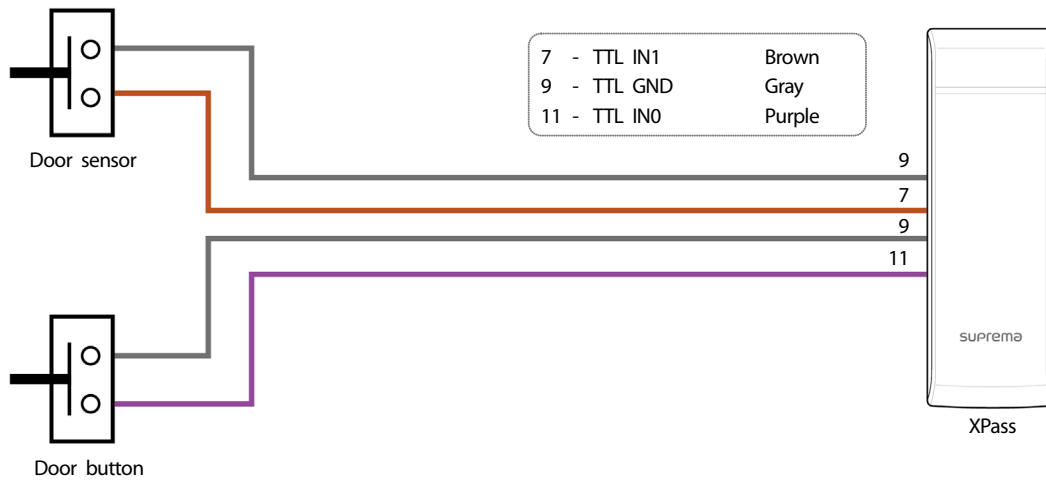 7 - TTL IN1 Brown
9 - TTL GND Gray
11 - TTL IN0 Purple
Door sensor
9
7
9
11
suprema
XPass
Door button